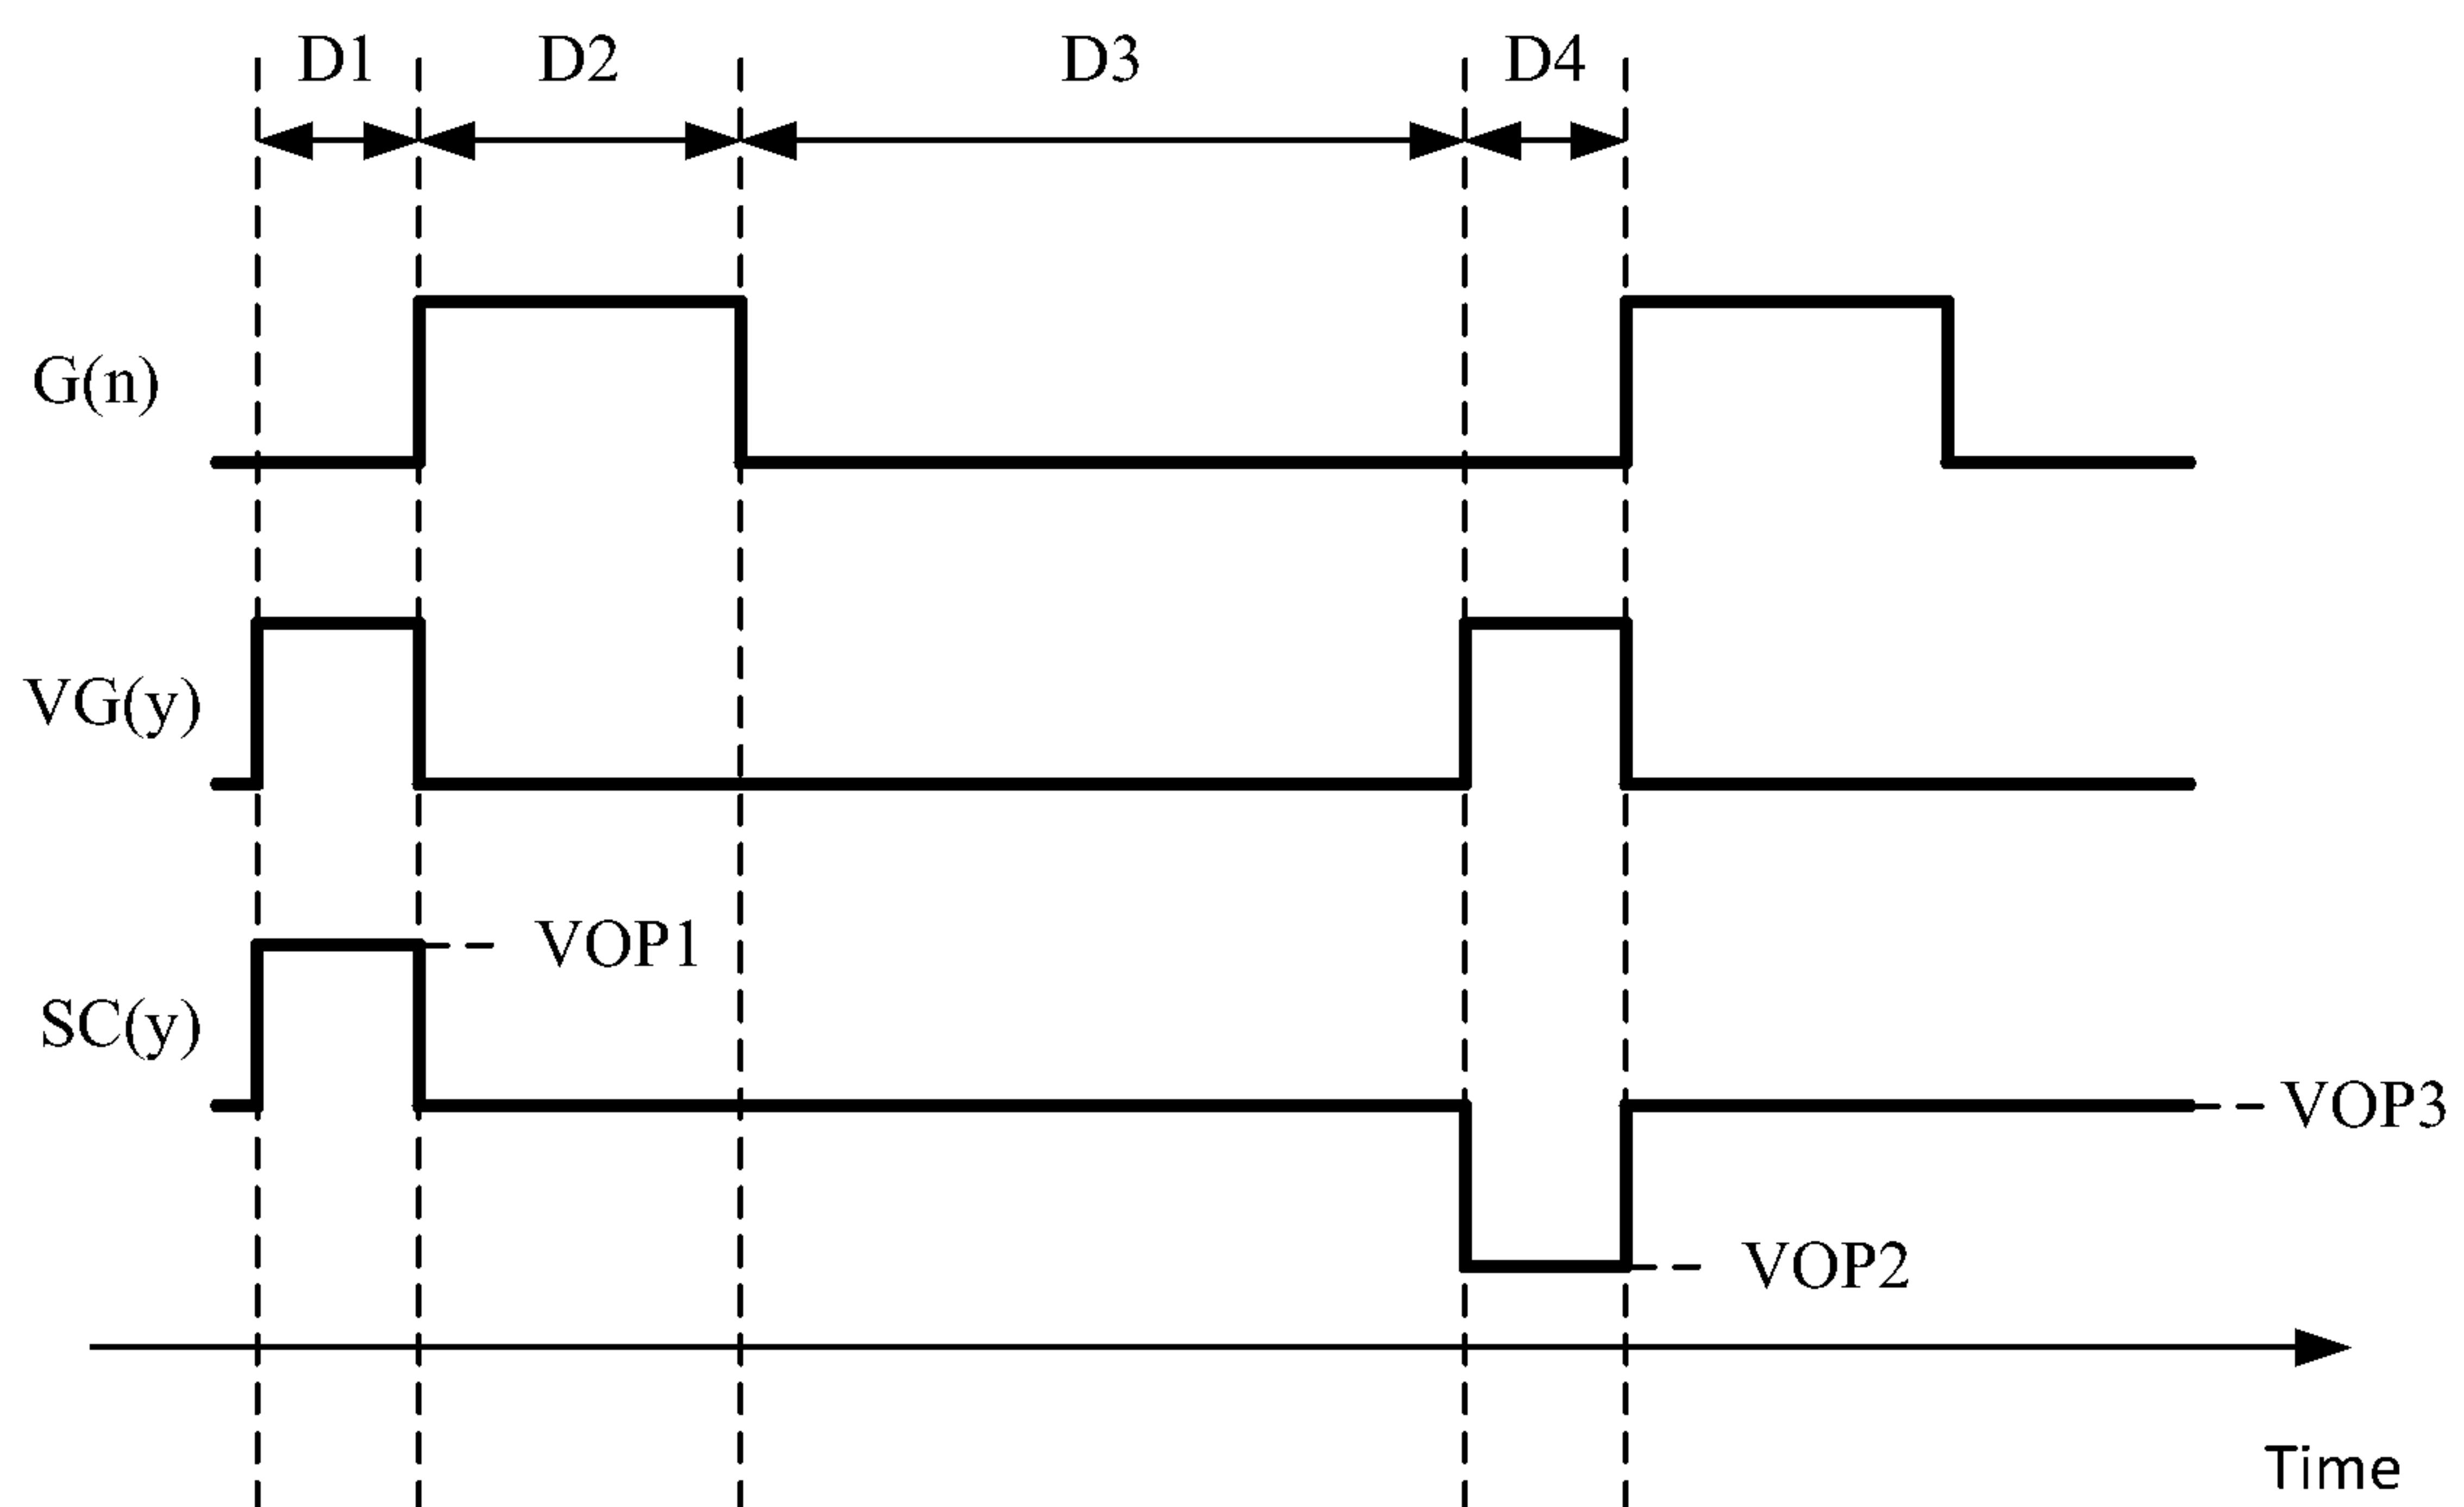 D1 D2 D3 D4
G(n)
VG(y)
VOP1
SC(y)
VOP3
VOP2
Time